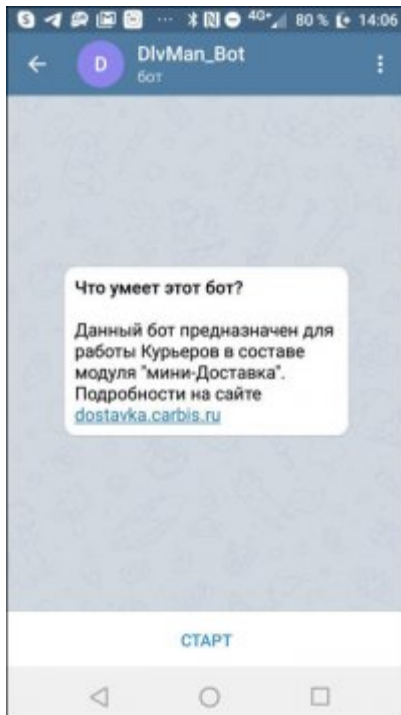 4G+ 80 % 14:06
D DlvMan_Bot
бот
Что умеет этот бот?
Данный бот предназначен для
работы Курьеров в составе
модуля "мини-Доставка".
Подробности на сайте
dostavka.carbis.ru
СТАРТ